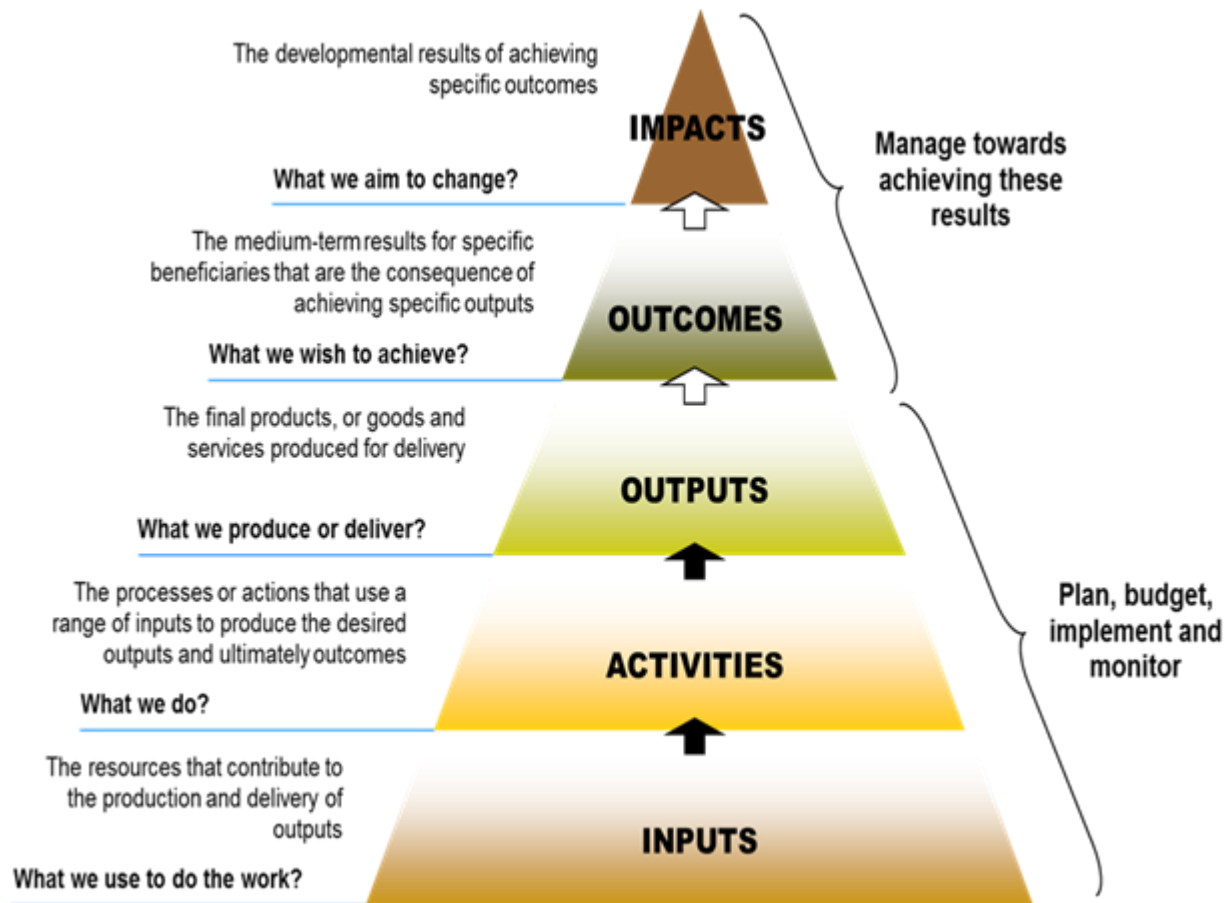 The developmental results of achieving
specific outcomes
IMPACTS
What we aim to change?
Manage towards
achieving these
results
The medium-term results for specific
beneficiaries that are the consequence of
achieving specific outputs
OUTCOMES
What we wish to achieve?
The final products, or goods and
services produced for delivery
OUTPUTS
What we produce or deliver?
The processes or actions that use a
range of inputs to produce the desired
outputs and ultimately outcomes
ACTIVITIES
What we do?
Plan, budget,
implement and
monitor
The resources that contribute to
the production and delivery of
outputs
INPUTS
What we use to do the work?